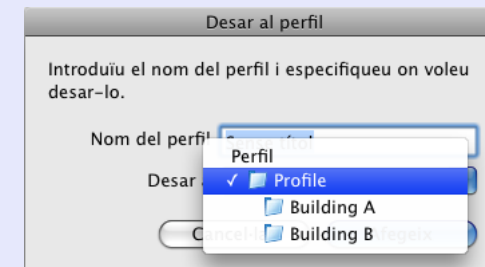 Desar al perfil
Introduïu el nom del perfil i especifiqueu on voleu
desar-lo.
Nom del perfil
Perfil
Desar
✓ Profile
Building A
Building B